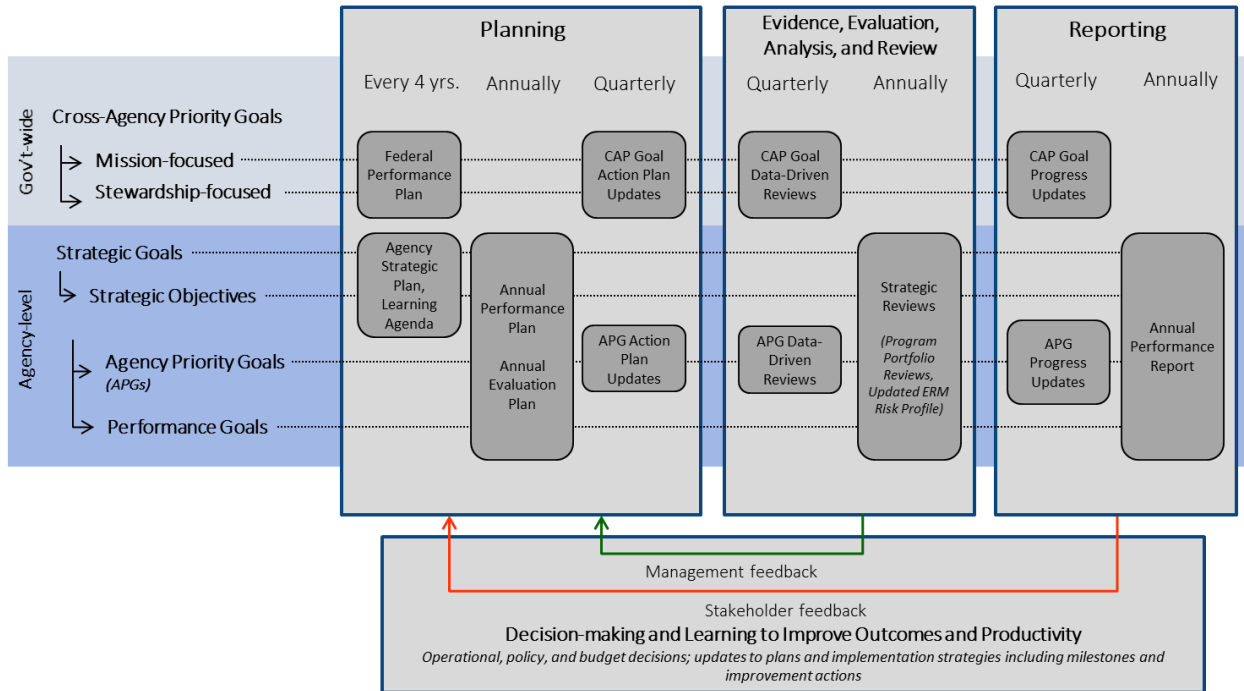 Planning
Evidence, Evaluation,
Analysis, and Review
Reporting
Every 4 yrs.
Annually
Quarterly
Quarterly
Annually
Quarterly
Annually
Gov't-wide
Cross-Agency Priority Goals
Mission-focused
Stewardship-focused
Federal
Performance
Plan
CAP Goal
Action Plan
Updates
CAP Goal
Data-Driven
Reviews
CAP Goal
Progress
Updates
Agency-level
Strategic Goals
Strategic Objectives
Agency Priority Goals
(APGs)
Performance Goals
Agency
Strategic
Plan,
Learning
Agenda
Annual
Performance
Plan
Annual
Evaluation
Plan
APG Action
Plan
Updates
APG Data-
Driven
Reviews
Strategic
Reviews
(Program
Portfolio
Reviews,
Updated ERM
Risk Profile)
APG
Progress
Updates
Annual
Performance
Report
Management feedback
Stakeholder feedback
Decision-making and Learning to Improve Outcomes and Productivity
Operational, policy, and budget decisions; updates to plans and implementation strategies including milestones and
improvement actions